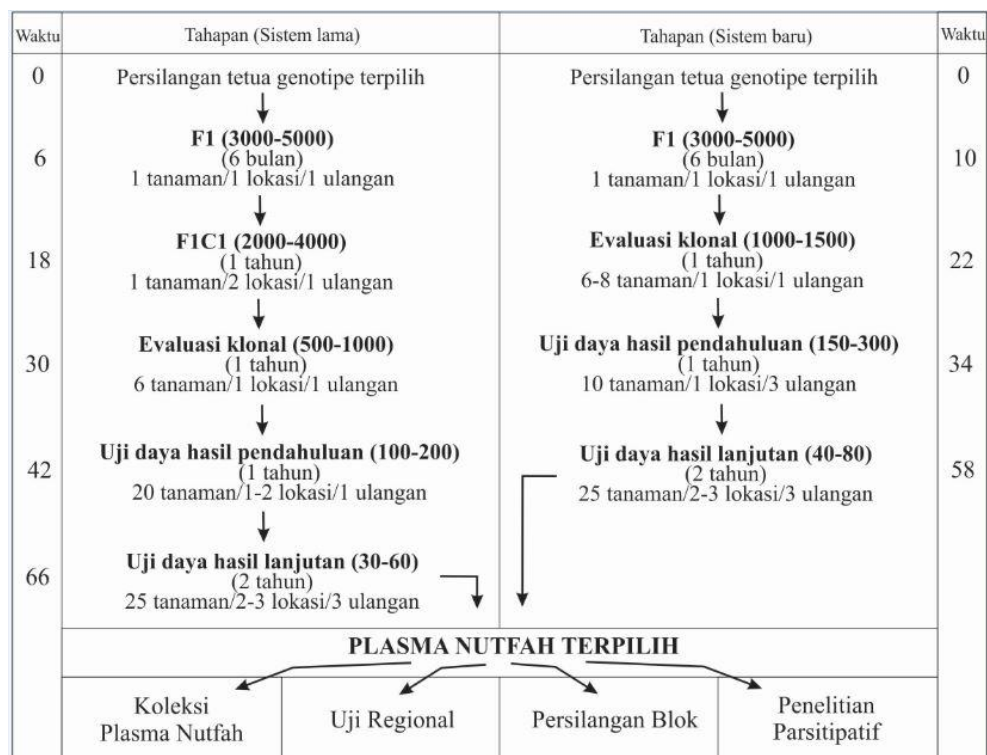 Waktu
Tahapan (Sistem lama)
Tahapan (Sistem baru)
Waktu
0
Persilangan tetua genotipe terpilih
Persilangan tetua genotipe terpilih
0
6
F1 (3000-5000)
(6 bulan)
1 tanaman/1 lokasi/1 ulangan
F1 (3000-5000)
(6 bulan)
1 tanaman/1 lokasi/1 ulangan
10
18
F1C1 (2000-4000)
(1 tahun)
1 tanaman/2 lokasi/1 ulangan
Evaluasi klonal (1000-1500)
(1 tahun)
6-8 tanaman/1 lokasi/1 ulangan
22
30
Evaluasi klonal (500-1000)
(1 tahun)
6 tanaman/1 lokasi/1 ulangan
Uji daya hasil pendahuluan (150-300)
(1 tahun)
10 tanaman/1 lokasi/3 ulangan
34
42
Uji daya hasil pendahuluan (100-200)
(1 tahun)
20 tanaman/1-2 lokasi/1 ulangan
Uji daya hasil lanjutan (40-80)
(2 tahun)
25 tanaman/2-3 lokasi/3 ulangan
58
66
Uji daya hasil lanjutan (30-60)
(2 tahun)
25 tanaman/2-3 lokasi/3 ulangan
PLASMA NUTFAH TERPILIH
Koleksi
Plasma Nutfah
Uji Regional
Persilangan Blok
Penelitian
Parsitipatif